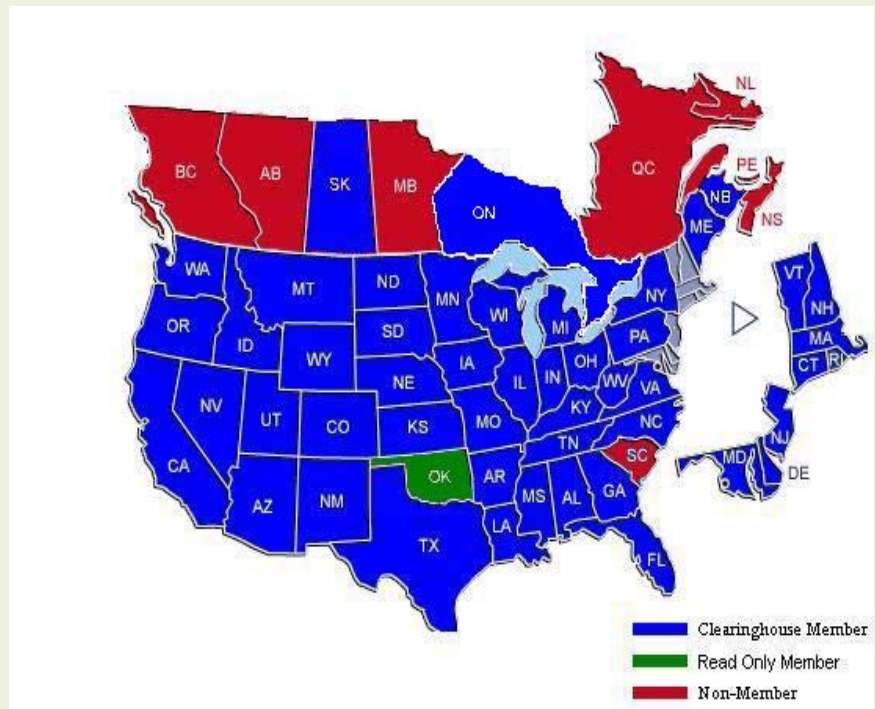 NL
BC
AB
SK
MB
QC
PE
ON
NB
NS
ME
WA
MT
ND
MN
NY
VT
NH
OR
ID
SD
WI
MI
PA
MA
WY
IA
OH
CT
RI
NE
IL
IN
WV
VA
NV
UT
CO
KS
MO
KY
NC
NJ
CA
TN
SC
MD
DE
AZ
NM
OK
AR
MS
AL
GA
LA
TX
FL
Clearinghouse Member
Read Only Member
Non-Member